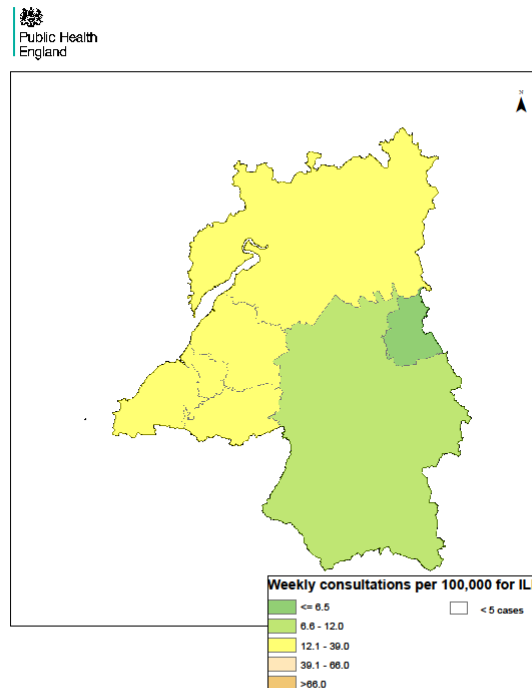 Public Health
England
Weekly consultations per 100,000 for IL
<= 6.5
< 5 cases
6.6 - 12.0
12.1 - 39.0
39.1 - 66.0
>66.0